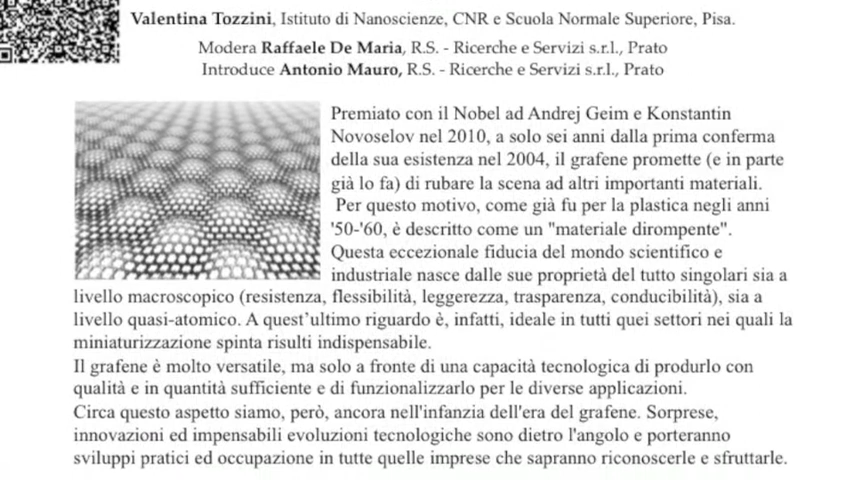 Valentina Tozzini, Istituto di Nanoscienze, CNR e Scuola Normale Superiore, Pisa.
Modera Raffaele De Maria, R.S. - Ricerche e Servizi s.r.l., Prato
Introduce Antonio Mauro, R.S. - Ricerche e Servizi s.r.l., Prato
Premiato con il Nobel ad Andrej Geim e Konstantin
Novoselov nel 2010, a solo sei anni dalla prima conferma
della sua esistenza nel 2004, il grafene promette (e in parte
già lo fa) di rubare la scena ad altri importanti materiali.
Per questo motivo, come già fu per la plastica negli anni
'50-'60, è descritto come un "materiale dirompente".
Questa eccezionale fiducia del mondo scientifico e
industriale nasce dalle sue proprietà del tutto singolari sia a
livello macroscopico (resistenza, flessibilità, leggerezza, trasparenza, conducibilità), sia a
livello quasi-atomico. A quest’ultimo riguardo è, infatti, ideale in tutti quei settori nei quali la
miniaturizzazione spinta risulti indispensabile.
Il grafene è molto versatile, ma solo a fronte di una capacità tecnologica di produrlo con
qualità e in quantità sufficiente e di funzionalizzarlo per le diverse applicazioni.
Circa questo aspetto siamo, però, ancora nell'infanzia dell'era del grafene. Sorprese,
innovazioni ed impensabili evoluzioni tecnologiche sono dietro l'angolo e porteranno
sviluppi pratici ed occupazione in tutte quelle imprese che sapranno riconoscerle e sfruttarle.